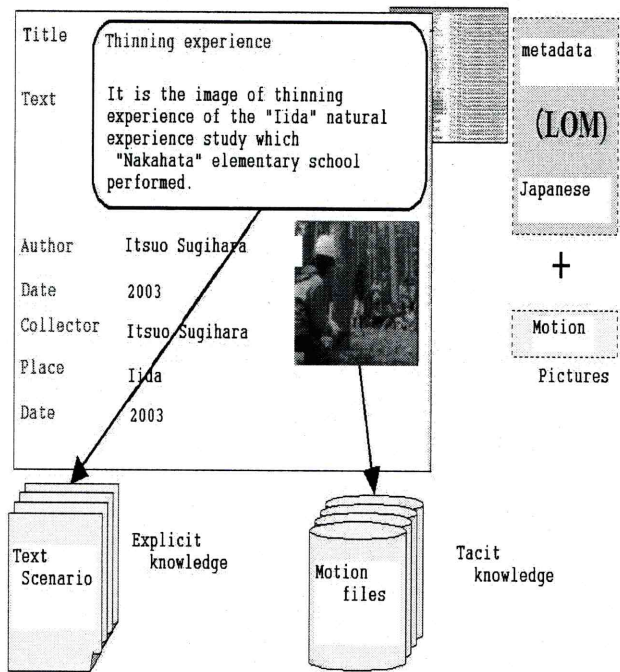 Title
Thinning experience
Text
It is the image of thinning
experience of the "Iida" natural
experience study which
"Nakahata" elementary school
performed.
Author Itsuo Sugihara
Date 2003
Collector Itsuo Sugihara
Place Iida
Date 2003
metadata
(LOM)
Japanese
+
Motion
Pictures
Text
Scenario
Explicit
knowledge
Motion
files
Tacit
knowledge